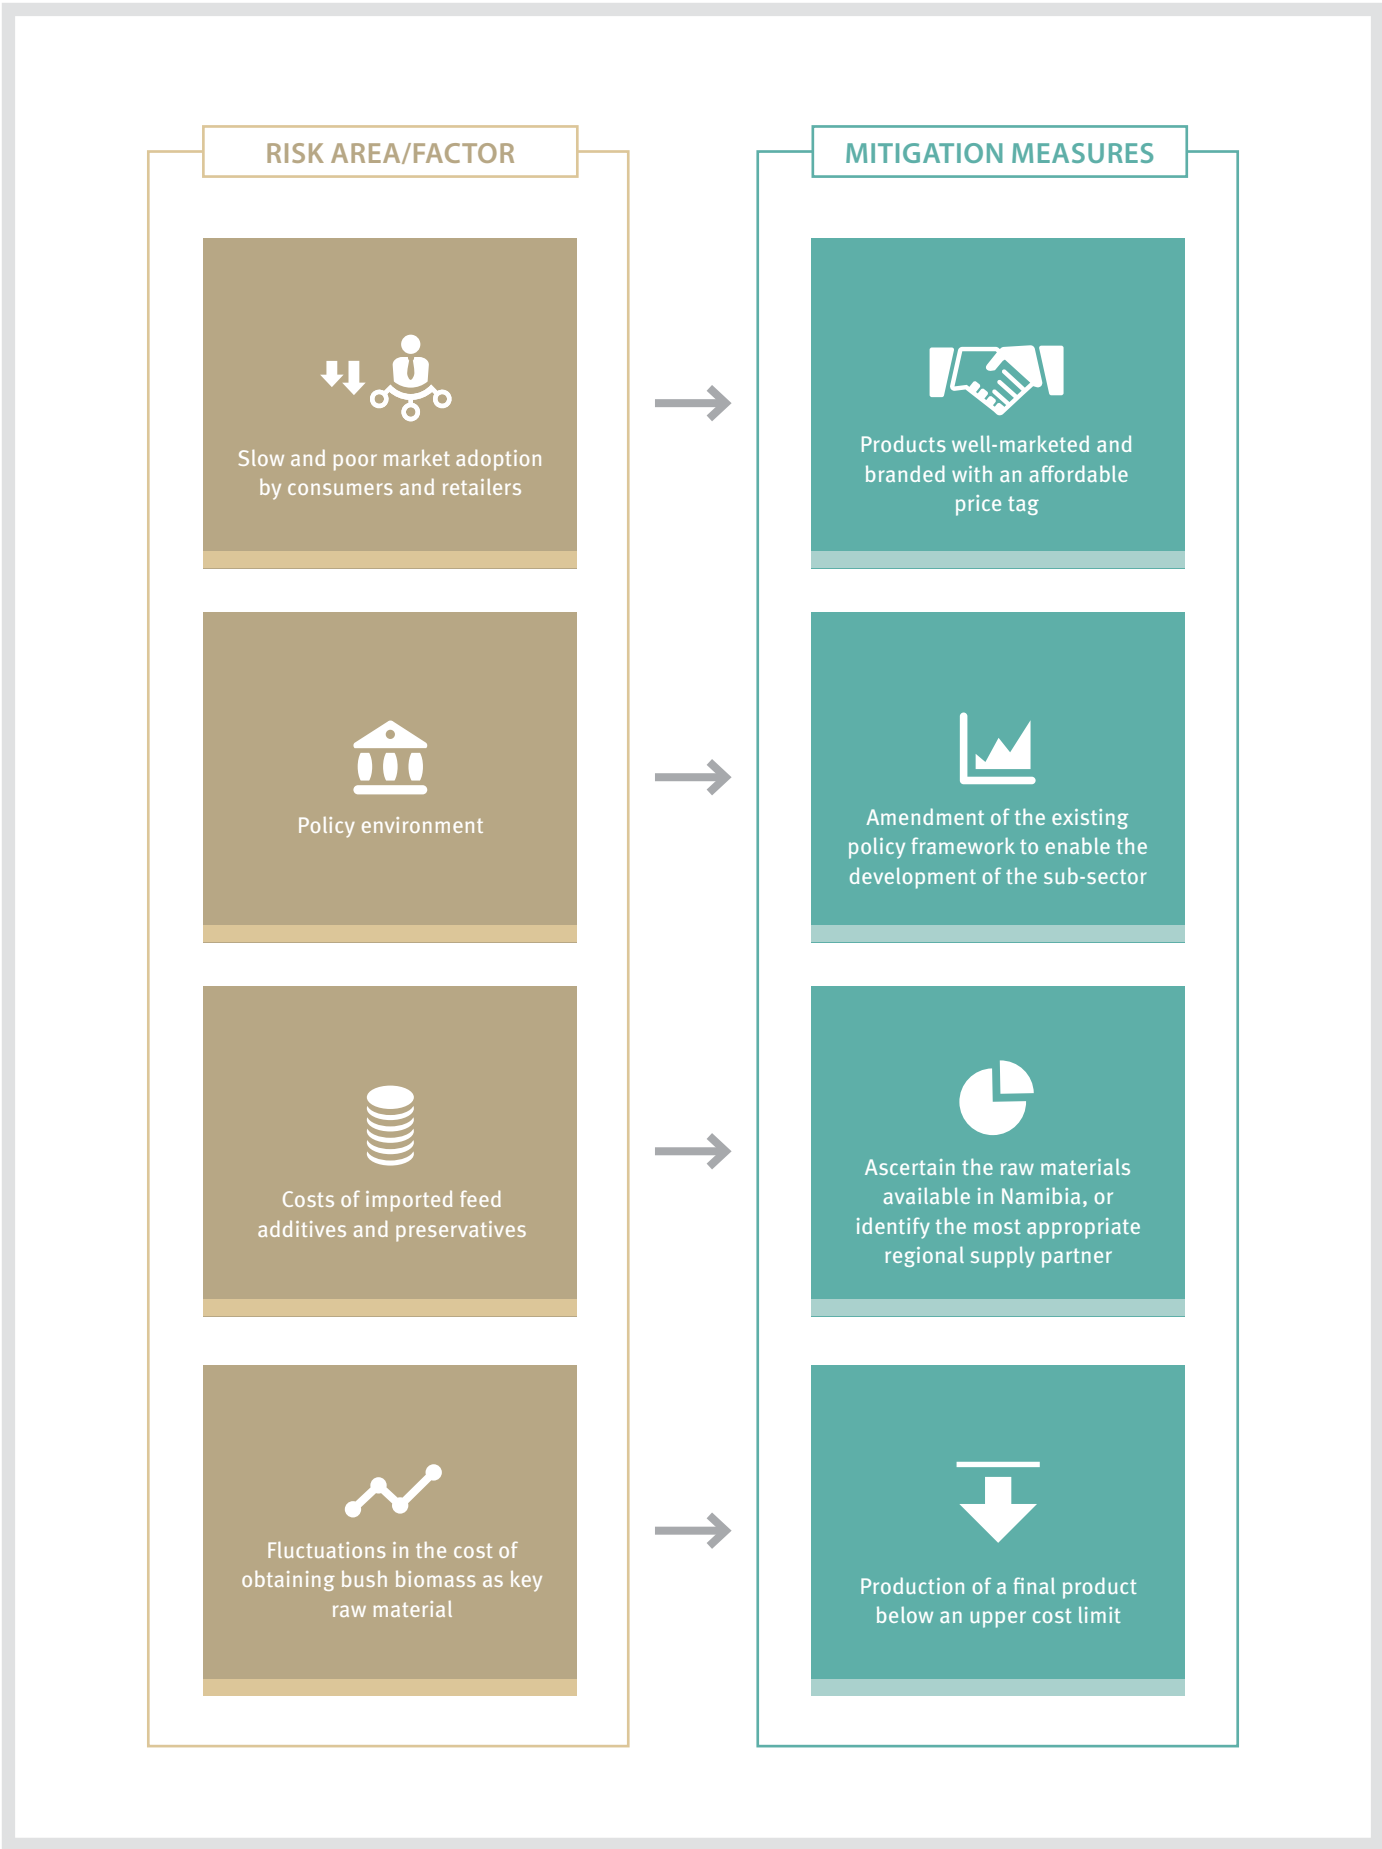 RISK AREA/FACTOR
MITIGATION MEASURES
Slow and poor market adoption
by consumers and retailers
Products well-marketed and
branded with an affordable
price tag
Policy environment
Amendment of the existing
policy framework to enable the
development of the sub-sector
Costs of imported feed
additives and preservatives
Ascertain the raw materials
available in Namibia, or
identify the most appropriate
regional supply partner
Fluctuations in the cost of
obtaining bush biomass as key
raw material
Production of a final product
below an upper cost limit